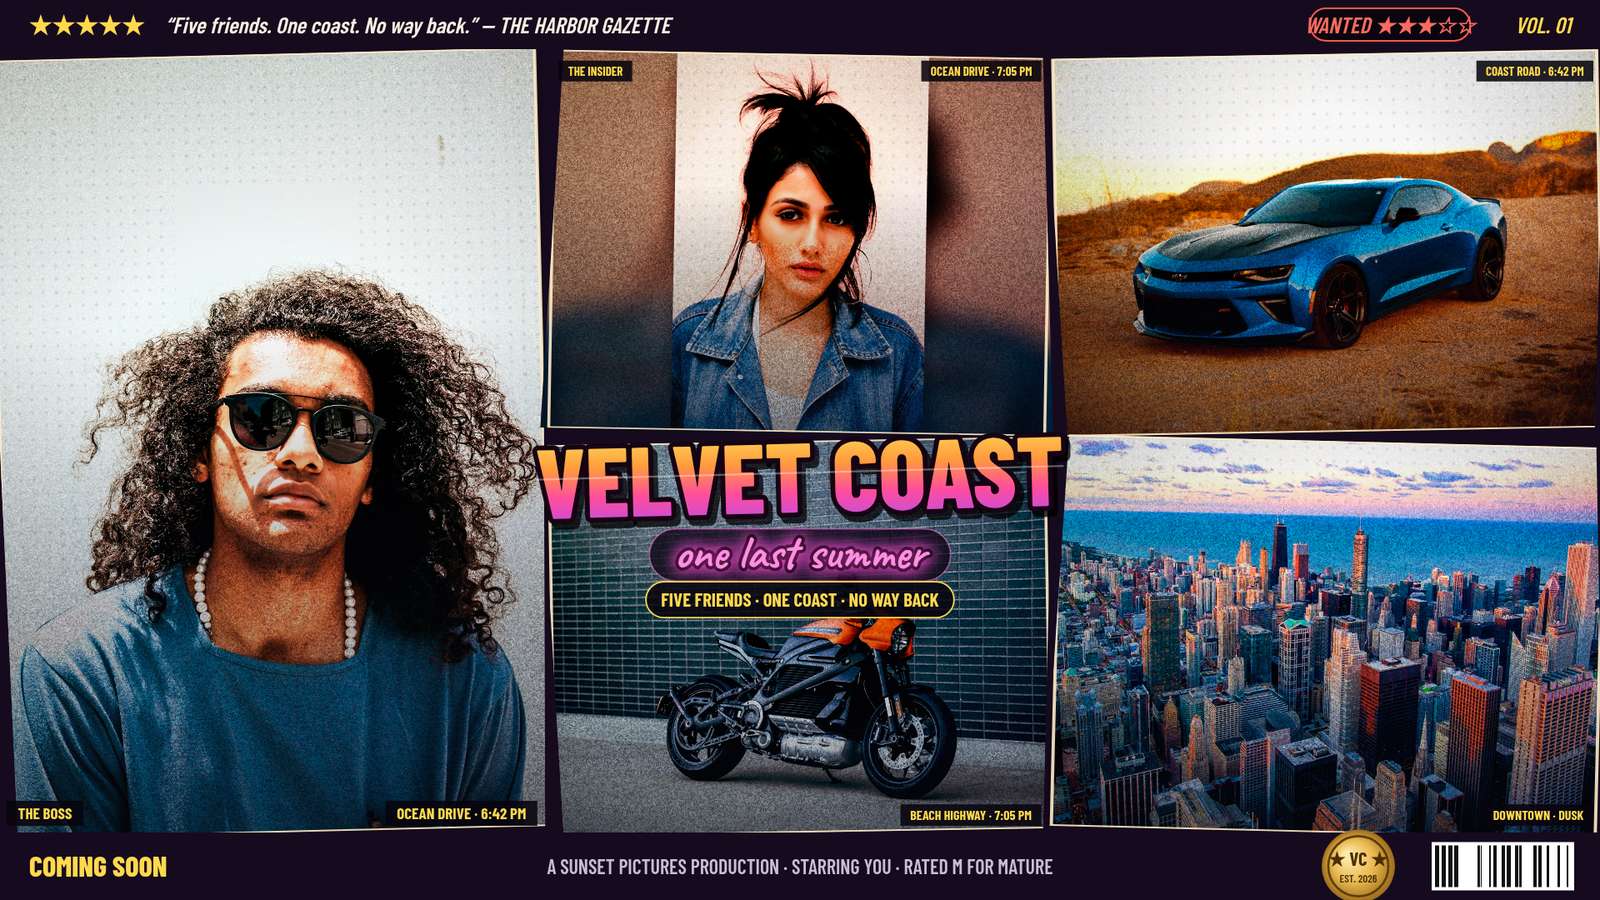 ★★★★★ “Five friends. One coast. No way back.” — THE HARBOR GAZETTE
WANTED ★★★☆☆
VOL. 01
THE INSIDER
OCEAN DRIVE · 7:05 PM
COAST ROAD · 6:42 PM
VELVET COAST
one last summer
FIVE FRIENDS · ONE COAST · NO WAY BACK
THE BOSS
OCEAN DRIVE · 6:42 PM
BEACH HIGHWAY · 7:05 PM
DOWNTOWN · DUSK
COMING SOON
A SUNSET PICTURES PRODUCTION · STARRING YOU · RATED M FOR MATURE
★ VC ★
EST. 2026